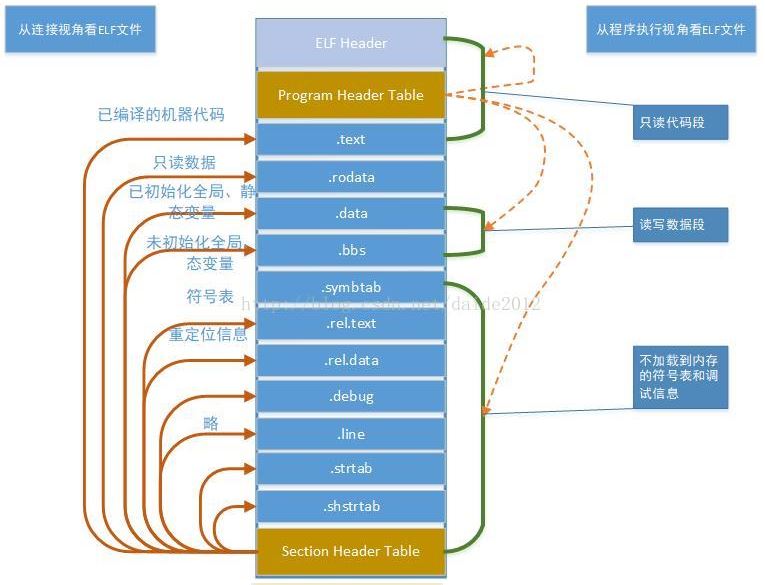 从连接视角看ELF文件
从程序执行视角看ELF文件
ELF Header
Program Header Table
已编译的机器代码
只读代码段
.text
只读数据
.rodata
已初始化全局、静
态变量
.data
读写数据段
未初始化全局
态变量
.bbs
符号表
.symbtab
http://blog.csdn.net/daide2012
重定位信息
.rel.text
.rel.data
不加载到内存
的符号表和调
试信息
.debug
略
.line
.strtab
.shstrtab
Section Header Table